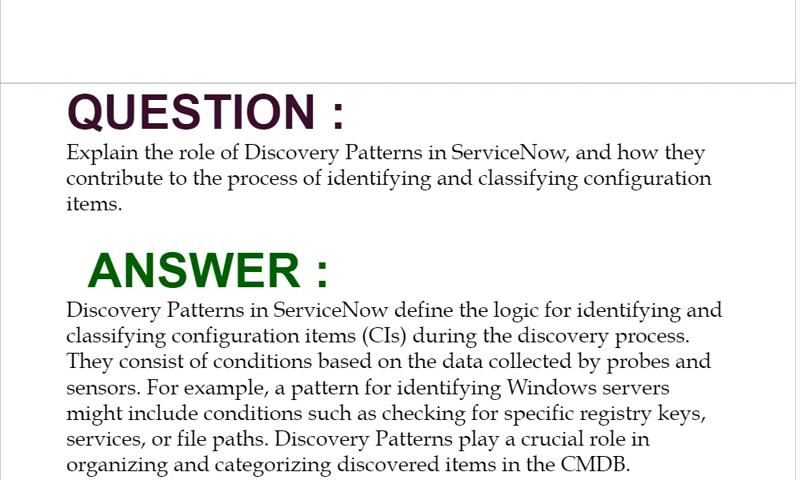 QUESTION :
Explain the role of Discovery Patterns in ServiceNow, and how they
contribute to the process of identifying and classifying configuration
items.
ANSWER :
Discovery Patterns in ServiceNow define the logic for identifying and
classifying configuration items (CIs) during the discovery process.
They consist of conditions based on the data collected by probes and
sensors. For example, a pattern for identifying Windows servers
might include conditions such as checking for specific registry keys,
services, or file paths. Discovery Patterns play a crucial role in
organizing and categorizing discovered items in the CMDB.